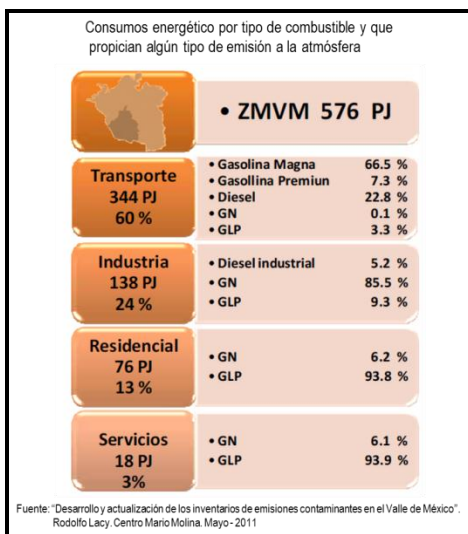 Consumos energético por tipo de combustible y que
propician algún tipo de emisión a la atmósfera
• ZMVM 576 PJ
Transporte
344 PJ
60 %
• Gasolina Magna 66.5 %
• Gasollina Premiun 7.3 %
• Diesel 22.8 %
• GN 0.1 %
• GLP 3.3 %
Industria
138 PJ
24 %
• Diesel industrial 5.2 %
• GN 85.5 %
• GLP 9.3 %
Residencial
76 PJ
13 %
• GN 6.2 %
• GLP 93.8 %
Servicios
18 PJ
3%
• GN 6.1 %
• GLP 93.9 %
Fuente: "Desarrollo y actualización de los inventarios de emisiones contaminantes en el Valle de México".
Rodolfo Lacy. Centro Mario Molina. Mayo - 2011